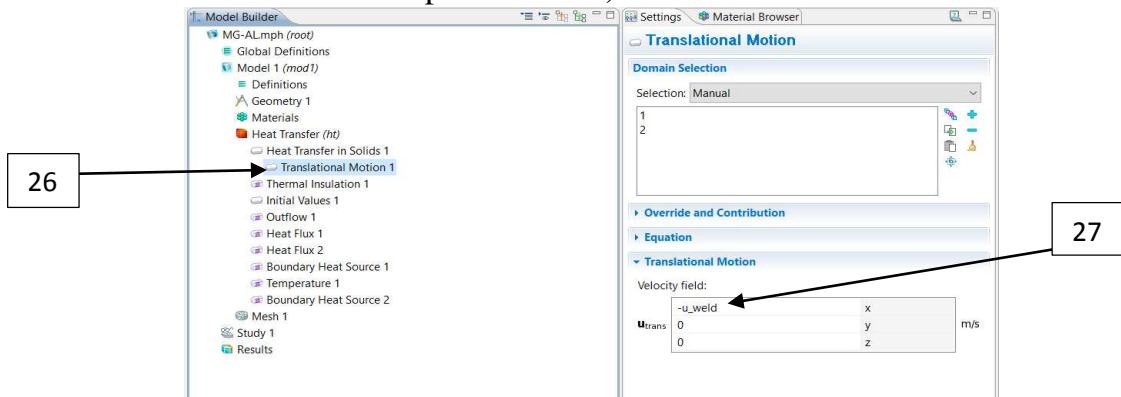 Model Builder
MG-AL.mph (root)
Global Definitions
Model 1 (mod1)
Definitions
Geometry 1
Materials
Heat Transfer (ht)
Heat Transfer in Solids 1
Translational Motion 1
Thermal Insulation 1
Initial Values 1
Outflow 1
Heat Flux 1
Heat Flux 2
Boundary Heat Source 1
Temperature 1
Boundary Heat Source 2
Mesh 1
Study 1
Results
26
Settings Material Browser
Translational Motion
Domain Selection
Selection: Manual
1
2
Override and Contribution
Equation
Translational Motion
Velocity field:
-u_weld x
utrans 0 y m/s
0 z
27